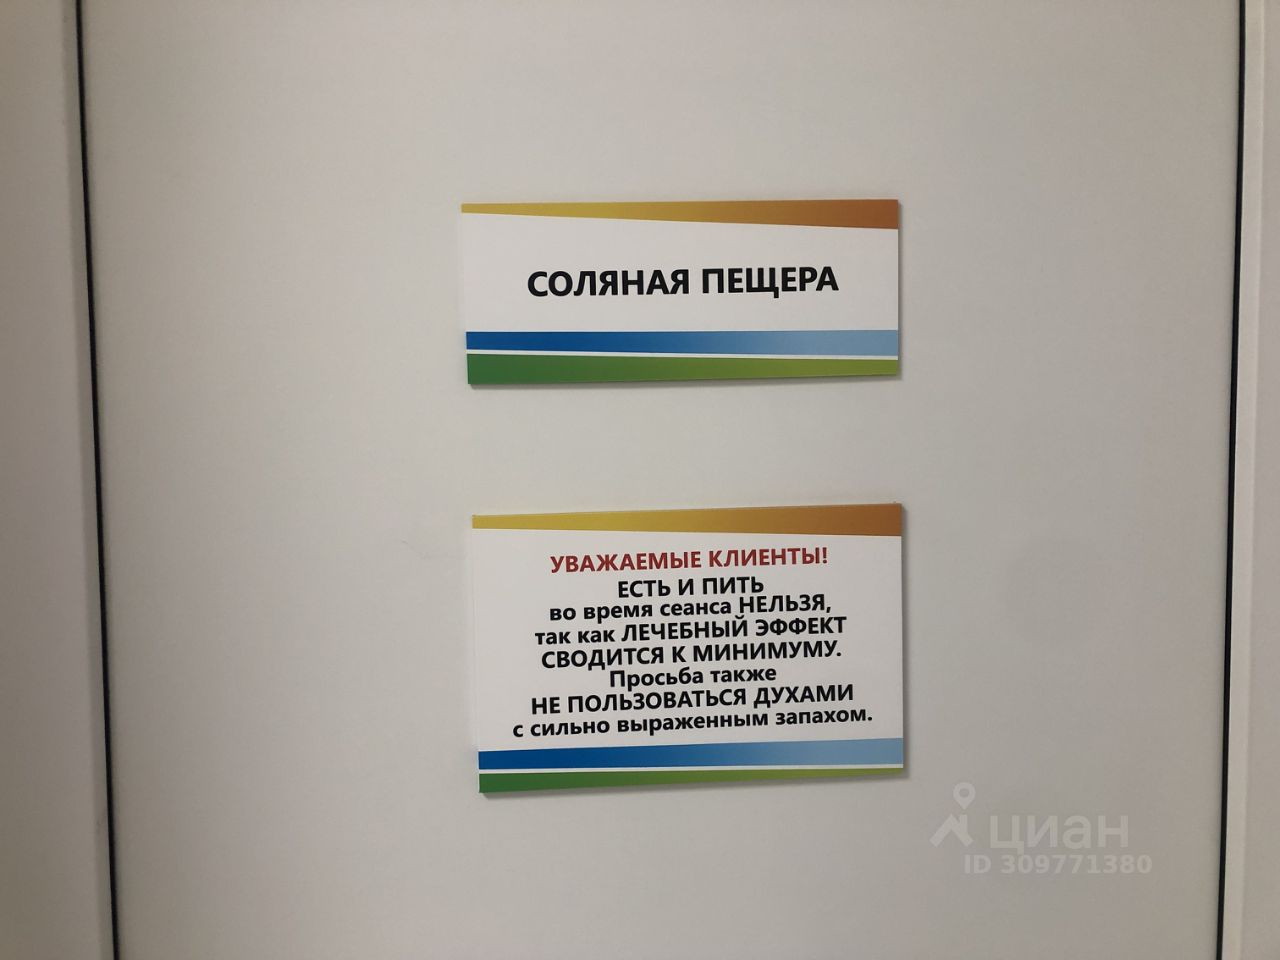 СОЛЯНАЯ ПЕЩЕРА
УВАЖАЕМЫЕ КЛИЕНТЫ!
ЕСТЬ И ПИТЬ
во время сеанса НЕЛЬЗЯ,
так как ЛЕЧЕБНЫЙ ЭФФЕКТ
СВОДИТСЯ К МИНИМУМУ.
Просьба также
НЕ ПОЛЬЗОВАТЬСЯ ДУХАМИ
с сильно выраженным запахом.
циан
ID 309771380